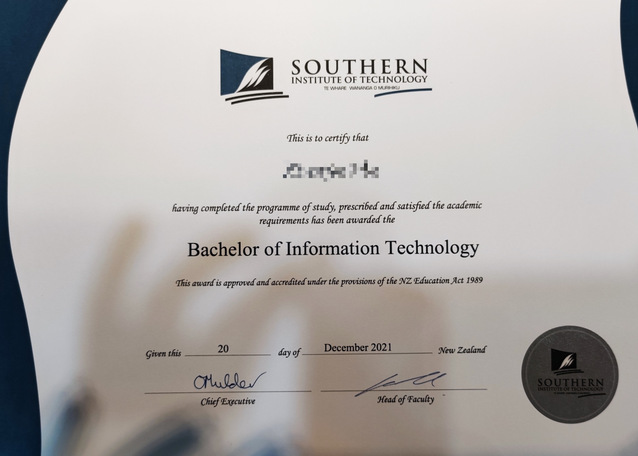 SOUTHERN
INSTITUTE OF TECHNOLOGY
TE WHARE WANANGA O MURIHIKU
This is to certify that
having completed the programme of study, prescribed and satisfied the academic
requirements has been awarded the
Bachelor of Information Technology
This award is approved and accredited under the provisions of the NZ Education Act 1989
Given this 20 day of December 2021 New Zealand
Chief Executive Head of Faculty
SOUTHERN
INSTITUTE OF TECHNOLOGY